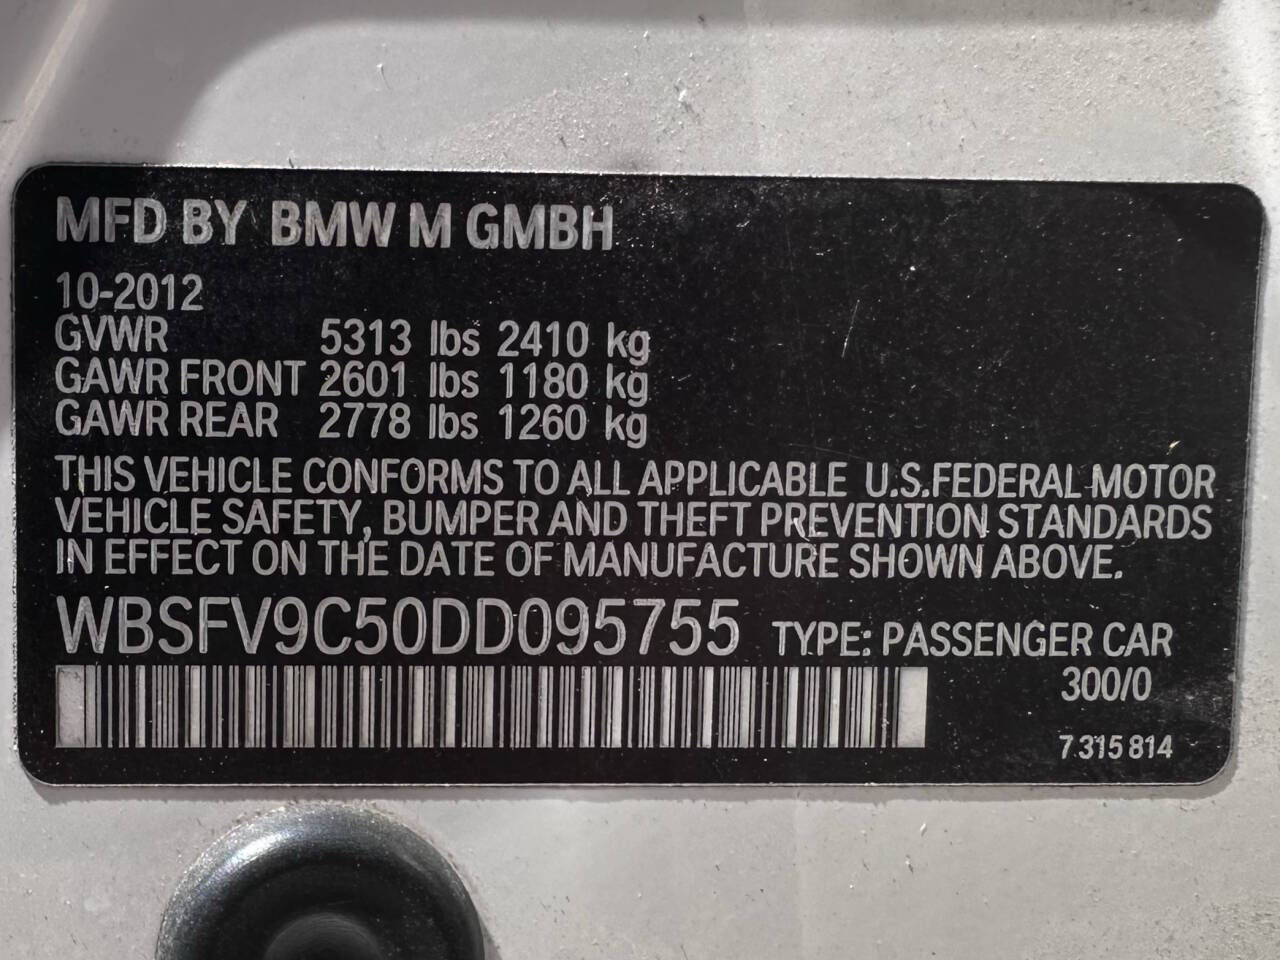 MFD BY BMW M GMBH
10-2012
GVWR 5313 lbs 2410 kg
GAWR FRONT 2601 lbs 1180 kg
GAWR REAR 2778 lbs 1260 kg
THIS VEHICLE CONFORMS TO ALL APPLICABLE U.S.FEDERAL MOTOR
VEHICLE SAFETY, BUMPER AND THEFT PREVENTION STANDARDS
IN EFFECT ON THE DATE OF MANUFACTURE SHOWN ABOVE.
WBSFV9C50DD095755 TYPE: PASSENGER CAR
300/0
7 315 814